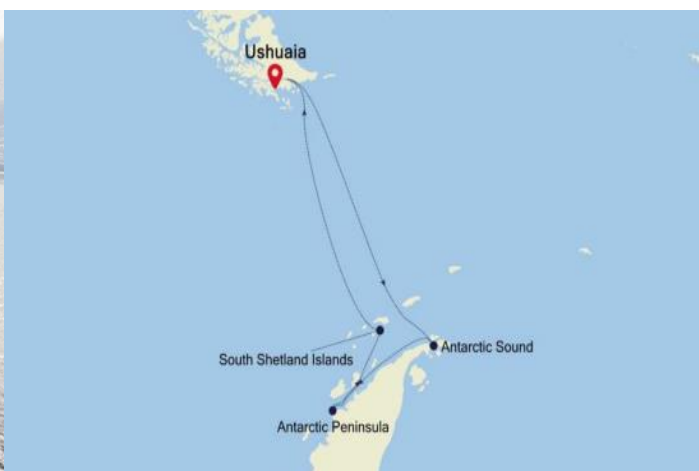 Ushuaia
South Shetland Islands
Antarctic Sound
Antarctic Peninsula